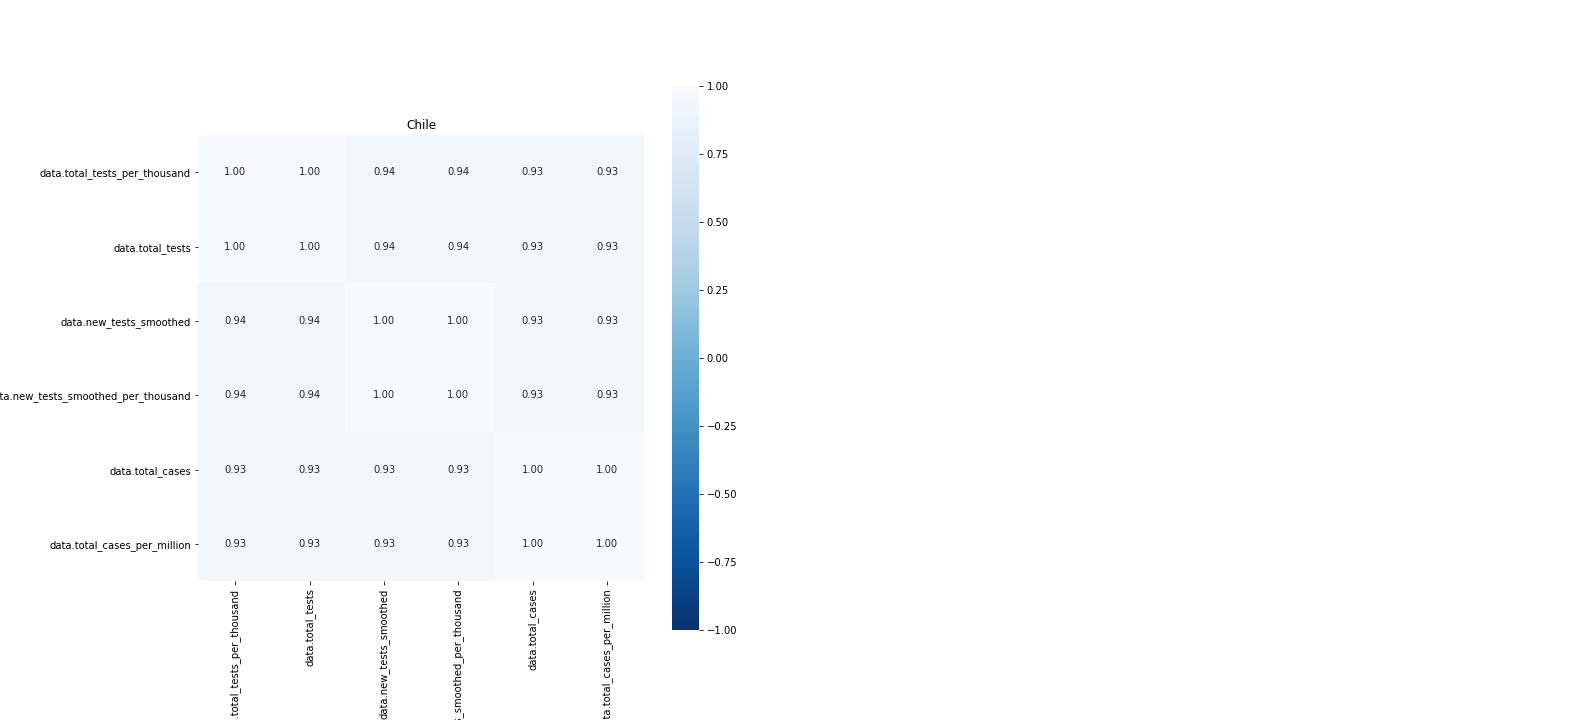 Chile
data.total_tests_per_thousand 1.00 1.00 0.94 0.94 0.93 0.93
data.total_tests 1.00 1.00 0.94 0.94 0.93 0.93
data.new_tests_smoothed 0.94 0.94 1.00 1.00 0.93 0.93
ta.new_tests_smoothed_per_thousand 0.94 0.94 1.00 1.00 0.93 0.93
data.total_cases 0.93 0.93 0.93 0.93 1.00 1.00
data.total_cases_per_million 0.93 0.93 0.93 0.93 1.00 1.00
.total_tests_per_thousand
data.total_tests
data.new_tests_smoothed
s_smoothed_per_thousand
data.total_cases
ta.total_cases_per_million
1.00
0.75
0.50
0.25
0.00
−0.25
−0.50
−0.75
−1.00